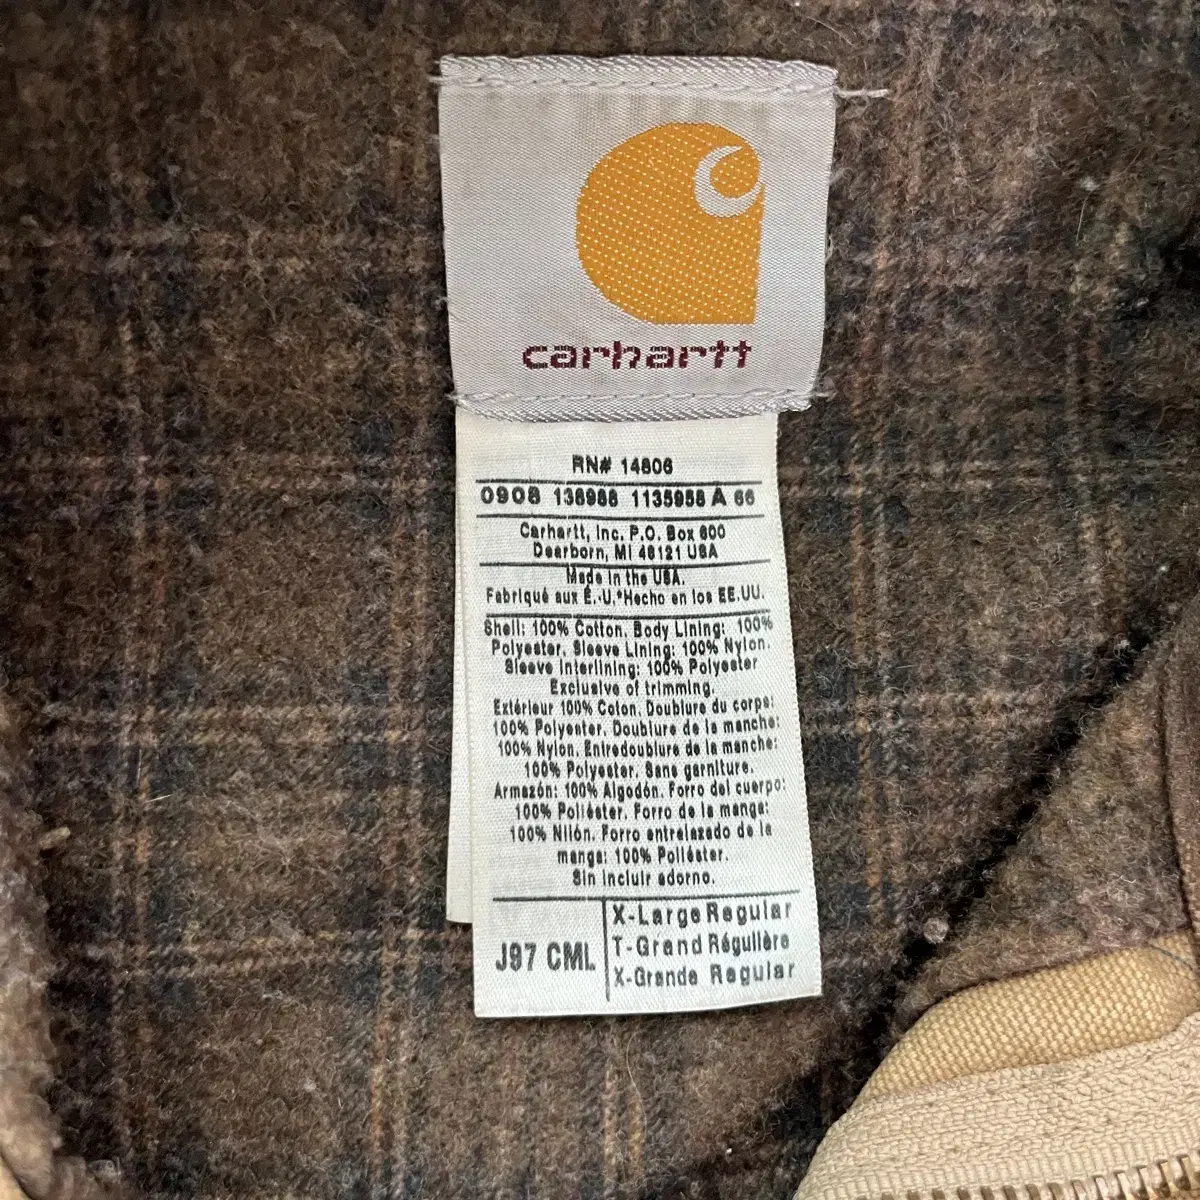 carhartt
RN# 14806
0908 138988 1135958 A 66
Carhartt, Inc. P.O. Box 600
Dearborn, MI 48121 USA
Made in the USA.
Fabriqué aux É.-U.*Hecho en los EE.UU.
Shell: 100% Cotton. Body Lining: 100%
Polyester. Sleeve Lining: 100% Nylon.
Sleeve Interlining: 100% Polyester
Exclusive of trimming.
Extérieur 100% Coton. Doublure du corps:
100% Polyester. Doublure de la manche:
100% Nylon. Entredoublure de la manche:
100% Polyester. Sans garniture.
Armazón: 100% Algodón. Forro del cuerpo:
100% Poliéster. Forro de la manga:
100% Nilón. Forro entrelazado de la
manga: 100% Poliéster.
Sin incluir adorno.
J97 CML
X-Large Regular
T-Grand Régulière
X-Grande Regular